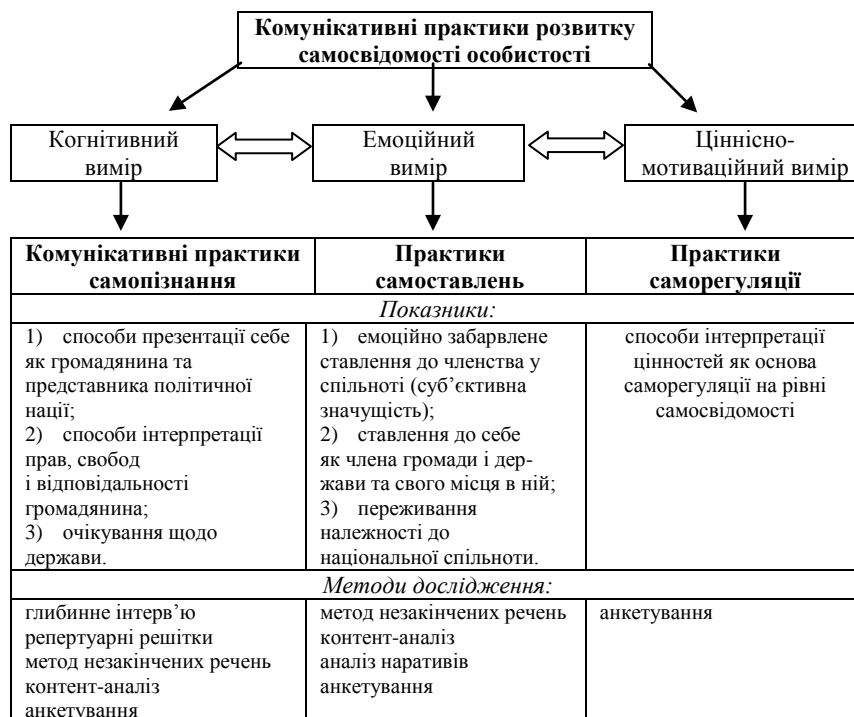 Комунікативні практики розвитку
самосвідомості особистості
Когнітивний
вимір
Емоційний
вимір
Ціннісно-
мотиваційний вимір
Комунікативні практики
самопізнання
Практики
самоставлень
Практики
саморегуляції
Показники:
1) способи презентації себе
як громадянина та
представника політичної
нації;
2) способи інтерпретації
прав, свобод
і відповідальності
громадянина;
3) очікування щодо
держави.
1) емоційно забарвлене
ставлення до членства у
спільноті (суб’єктивна
значущість);
2) ставлення до себе
як члена громади і дер-
жави та свого місця в ній;
3) переживання
належності до
національної спільноти.
способи інтерпретації
цінностей як основа
саморегуляції на рівні
самосвідомості
Методи дослідження:
глибинне інтерв’ю
репертуарні решітки
метод незакінчених речень
контент-аналіз
анкетування
метод незакінчених речень
контент-аналіз
аналіз наративів
анкетування
анкетування